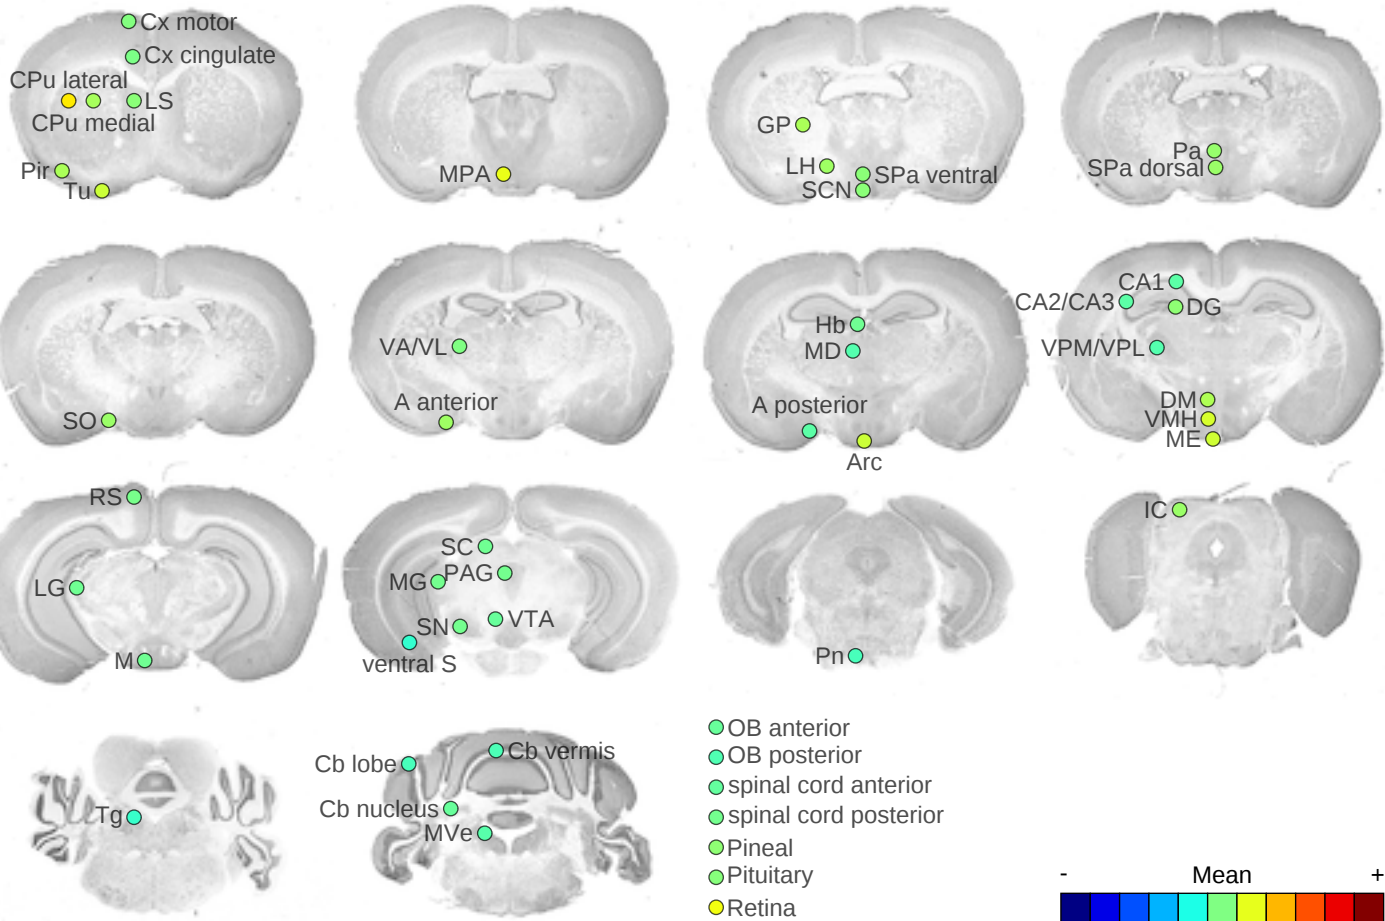 Cx motor
Cx cingulate
CPu lateral
LS
CPu medial
Pir
Tu
MPA
GP
LH
SPa ventral
SCN
Pa
SPa dorsal
SO
VA/VL
A anterior
Hb
MD
A posterior
Arc
CA1
CA2/CA3
DG
VPM/VPL
DM
VMH
ME
RS
LG
M
SC
MG
PAG
SN
VTA
ventral S
Pn
IC
Tg
Cb lobe
Cb vermis
Cb nucleus
MVe
OB anterior
OB posterior
spinal cord anterior
spinal cord posterior
Pineal
Pituitary
Retina
- Mean +